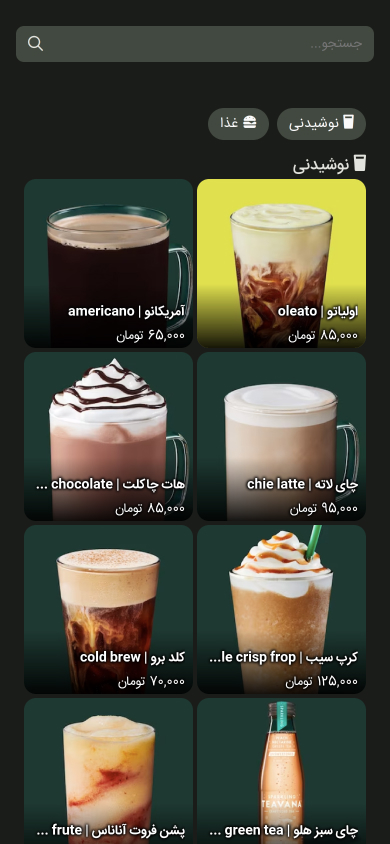 جستجو...
نوشیدنی
غذا
نوشیدنی
اولیاتو | oleato
۸۵,۰۰۰ تومان
آمریکانو | americano
۶۵,۰۰۰ تومان
چای لاته | chie latte
۹۵,۰۰۰ تومان
هات چاکلت | chocolate ...
۸۵,۰۰۰ تومان
کرپ سیب | le crisp frop...
۱۲۵,۰۰۰ تومان
کلد برو | cold brew
۷۰,۰۰۰ تومان
TEAVANA
چای سبز هلو | green tea ...
پشن فروت آناناس | frute ...